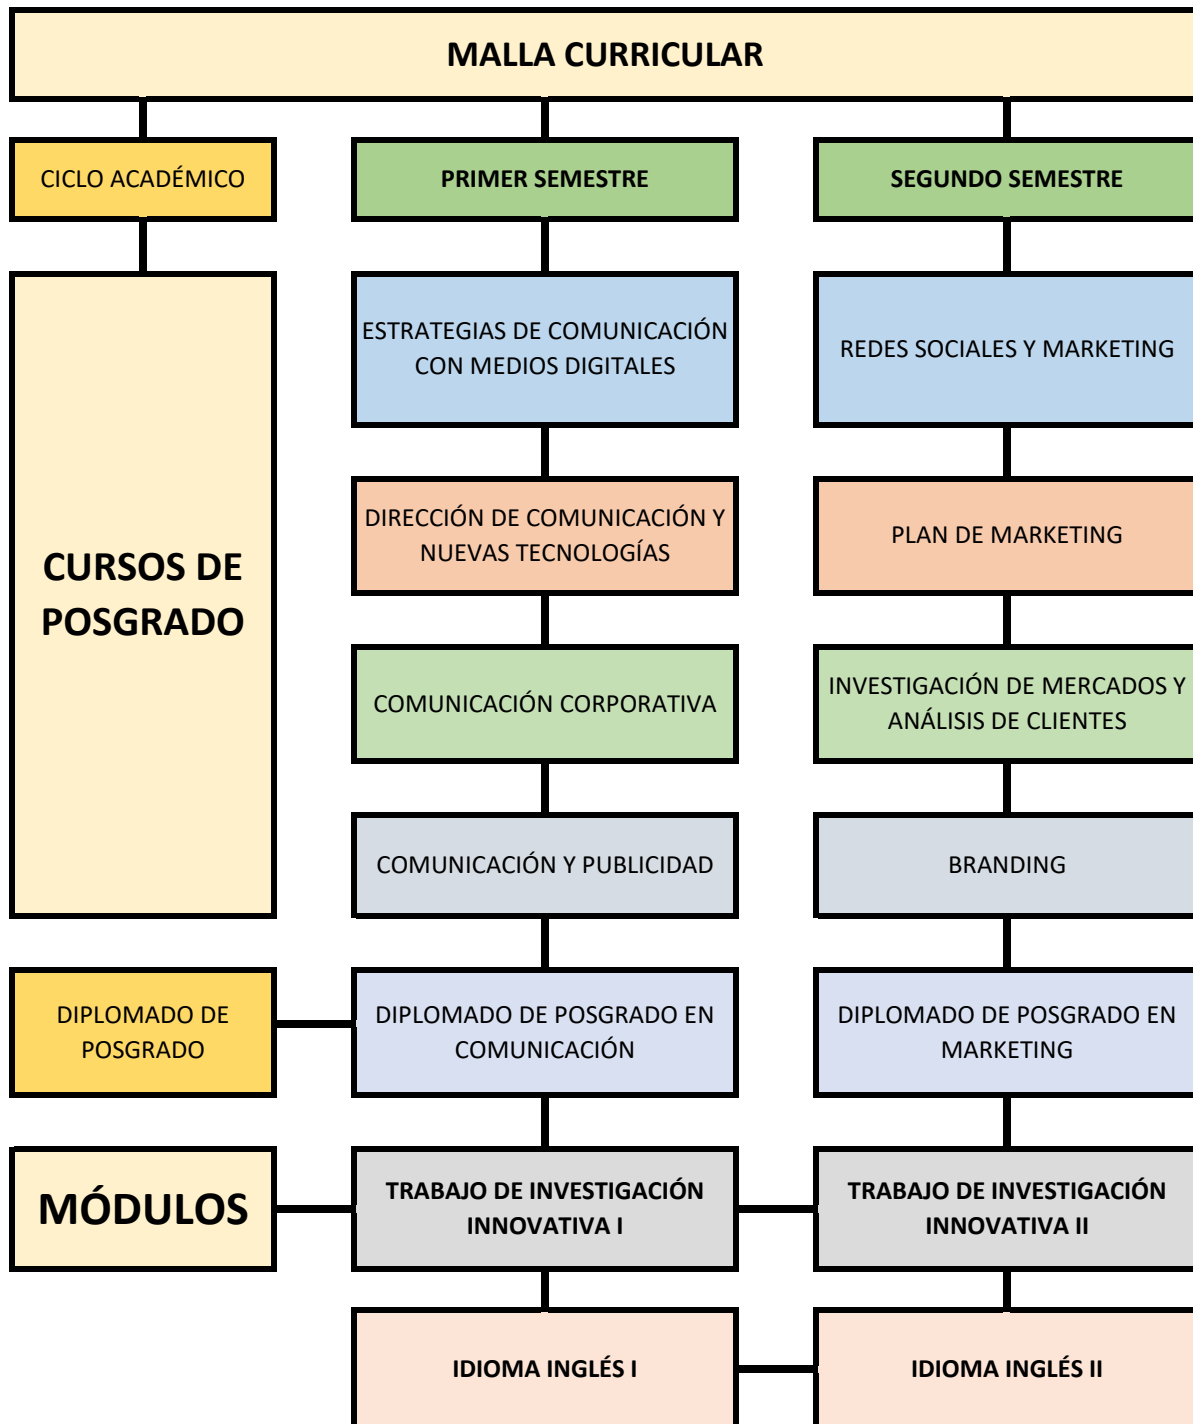 MALLA CURRICULAR
CICLO ACADÉMICO
PRIMER SEMESTRE
SEGUNDO SEMESTRE
CURSOS DE
POSGRADO
ESTRATEGIAS DE COMUNICACIÓN
CON MEDIOS DIGITALES
REDES SOCIALES Y MARKETING
DIRECCIÓN DE COMUNICACIÓN Y
NUEVAS TECNOLOGÍAS
PLAN DE MARKETING
COMUNICACIÓN CORPORATIVA
INVESTIGACIÓN DE MERCADOS Y
ANÁLISIS DE CLIENTES
COMUNICACIÓN Y PUBLICIDAD
BRANDING
DIPLOMADO DE
POSGRADO
DIPLOMADO DE POSGRADO EN
COMUNICACIÓN
DIPLOMADO DE POSGRADO EN
MARKETING
MÓDULOS
TRABAJO DE INVESTIGACIÓN
INNOVATIVA I
TRABAJO DE INVESTIGACIÓN
INNOVATIVA II
IDIOMA INGLÉS I
IDIOMA INGLÉS II